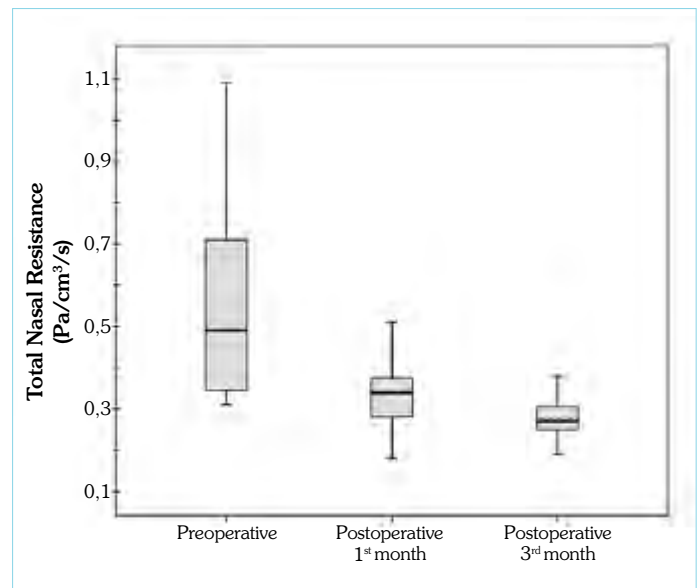 Total Nasal Resistance
(Pa/cm³/s)
1,1
0,9
0,7
0,5
0,3
0,1
Preoperative
Postoperative
1st month
Postoperative
3rd month